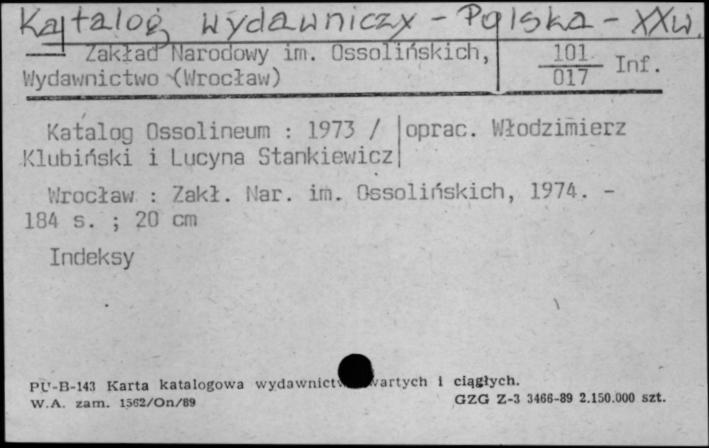 Katalog wydawniczy - Polska - XXw.
— Zakład Narodowy im. Ossolińskich,
Wydawnictwo (Wrocław)
101
017 Inf.
Katalog Ossolineum : 1973 / oprac. Włodzimierz
Klubiński i Lucyna Stankiewicz
Wrocław : Zakł. Nar. im. Ossolińskich, 1974. -
184 s. ; 20 cm
Indeksy
PU-B-143 Karta katalogowa wydawnictw zwartych i ciągłych.
W.A. zam. 1562/On/89 GZG Z-3 3466-89 2.150.000 szt.